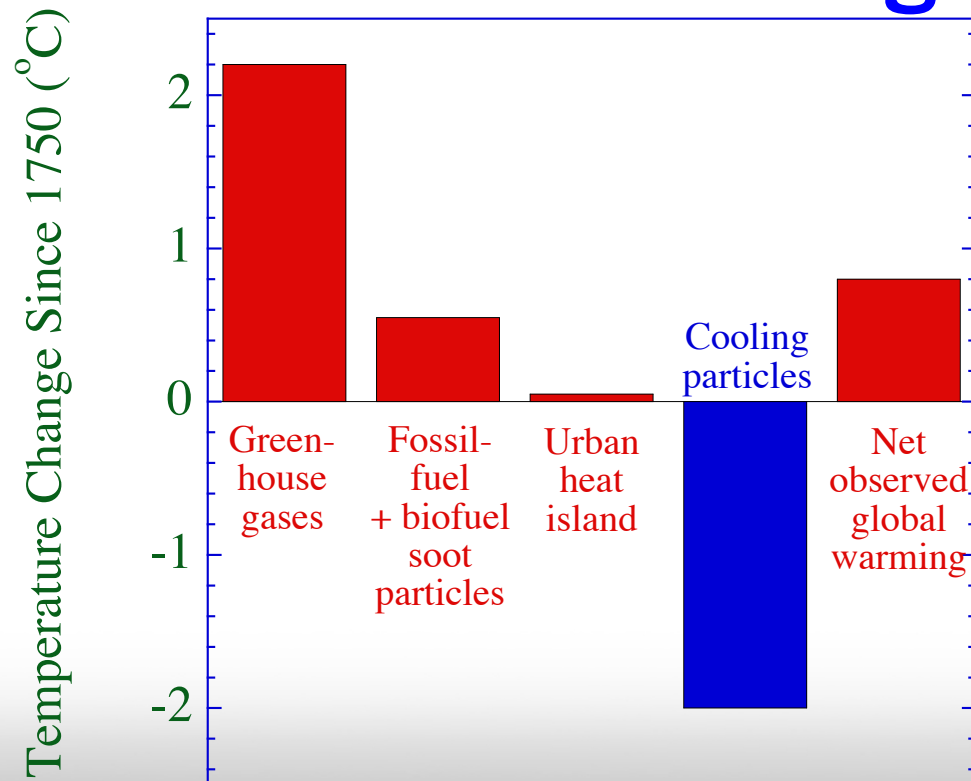 Temperature Change Since 1750 (°C)
2
1
0
-1
-2
Green-
house
gases
Fossil-
fuel
+ biofuel
soot
particles
Urban
heat
island
Cooling
particles
Net
observed
global
warming